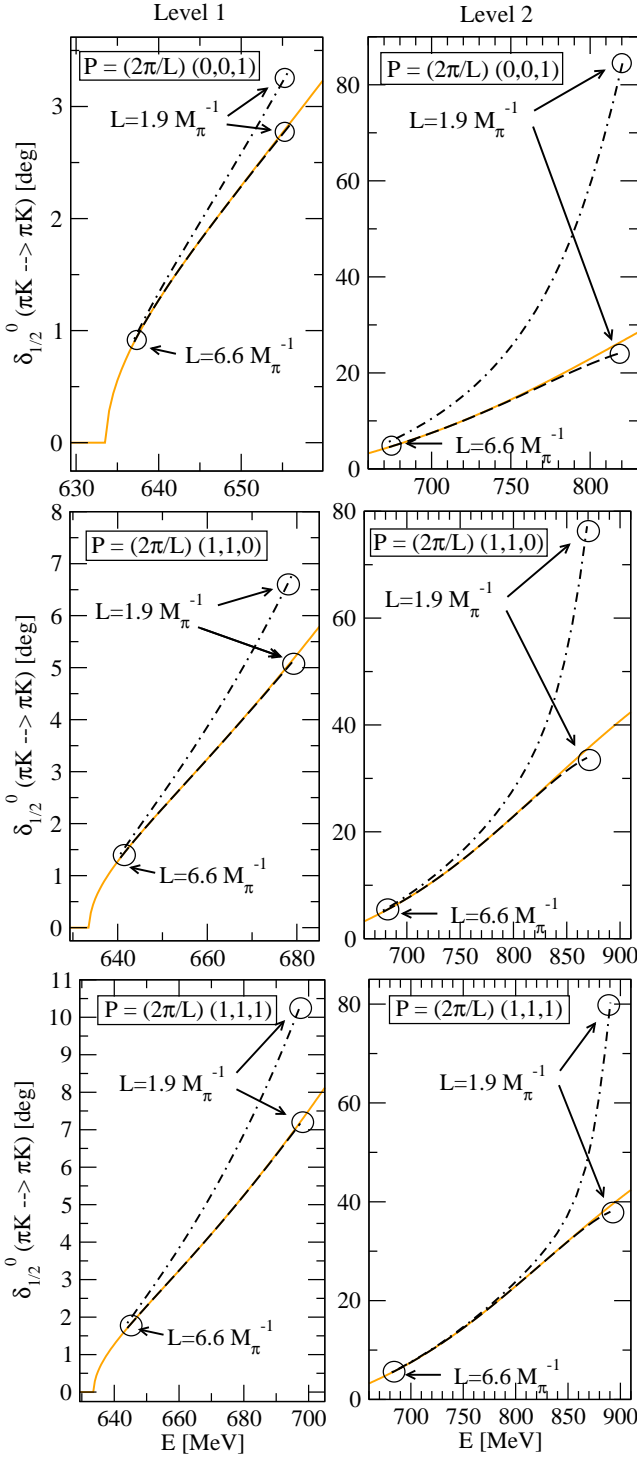 Level 1
Level 2
P = (2π/L) (0,0,1)
L=1.9 M_π^-1
L=6.6 M_π^-1
δ_1/2^0 (πK --> πK) [deg]
0
1
2
3
630
640
650
P = (2π/L) (0,0,1)
L=1.9 M_π^-1
L=6.6 M_π^-1
0
20
40
60
80
700
750
800
P = (2π/L) (1,1,0)
L=1.9 M_π^-1
L=6.6 M_π^-1
δ_1/2^0 (πK --> πK) [deg]
0
1
2
3
4
5
6
7
8
640
660
680
P = (2π/L) (1,1,0)
L=1.9 M_π^-1
L=6.6 M_π^-1
0
20
40
60
80
700
750
800
850
900
P = (2π/L) (1,1,1)
L=1.9 M_π^-1
L=6.6 M_π^-1
δ_1/2^0 (πK --> πK) [deg]
0
1
2
3
4
5
6
7
8
9
10
11
640
660
680
700
E [MeV]
P = (2π/L) (1,1,1)
L=1.9 M_π^-1
L=6.6 M_π^-1
0
20
40
60
80
700
750
800
850
900
E [MeV]